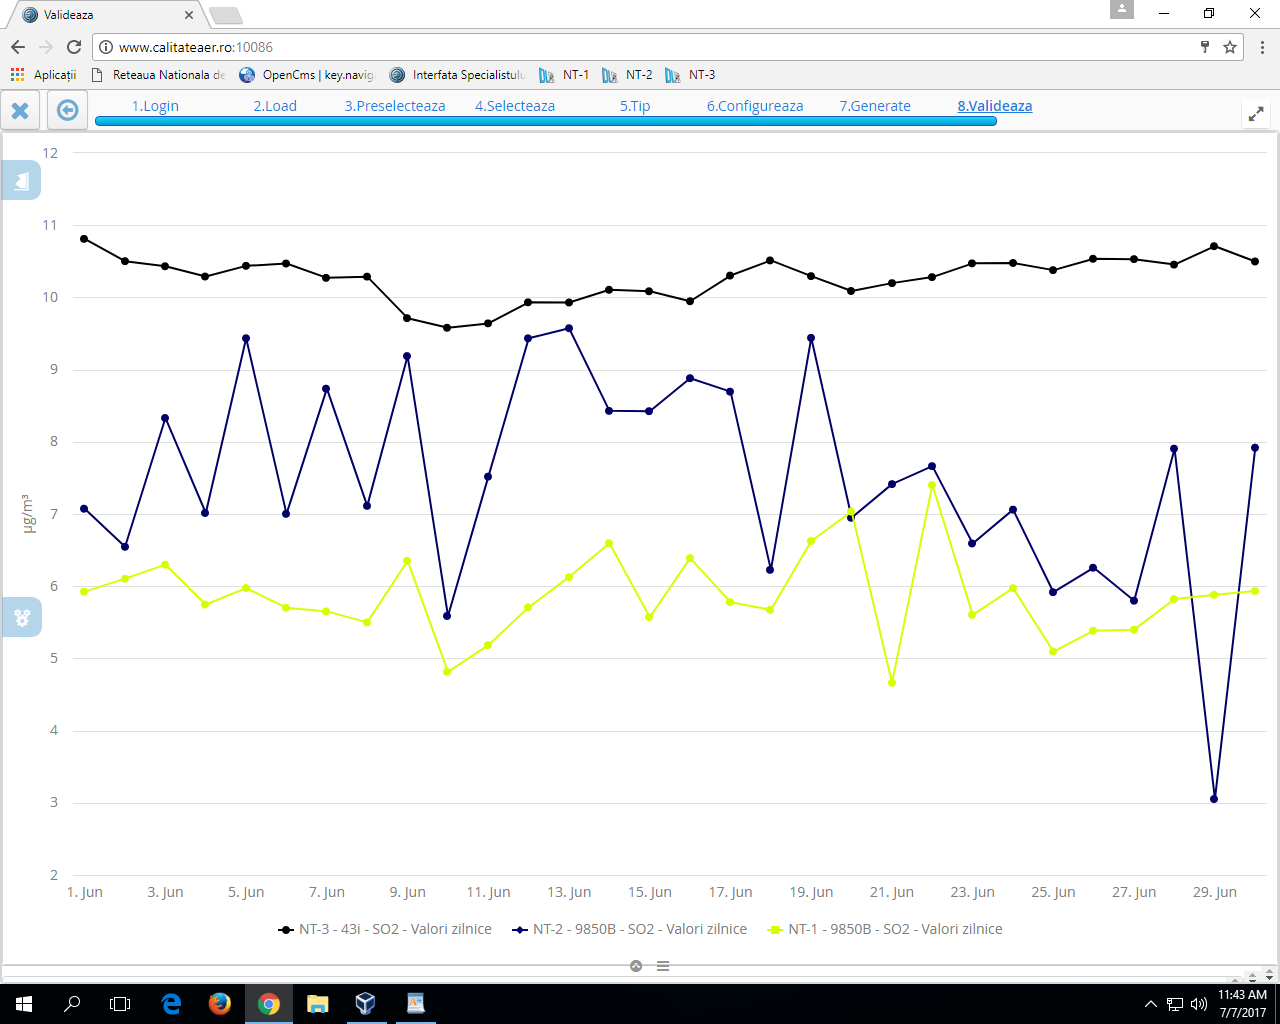 Valideaza
www.calitateaer.ro:10086
Aplicații Reteaua Nationala de OpenCms | key.navig Interfata Specialistulu NT-1 NT-2 NT-3
1.Login 2.Load 3.Preselecteaza 4.Selecteaza 5.Tip 6.Configureaza 7.Generate 8.Valideaza
12
11
10
9
8
7
6
5
4
3
2
µg/m³
1. Jun 3. Jun 5. Jun 7. Jun 9. Jun 11. Jun 13. Jun 15. Jun 17. Jun 19. Jun 21. Jun 23. Jun 25. Jun 27. Jun 29. Jun
NT-3 - 43i - SO2 - Valori zilnice NT-2 - 9850B - SO2 - Valori zilnice NT-1 - 9850B - SO2 - Valori zilnice
11:43 AM
7/7/2017